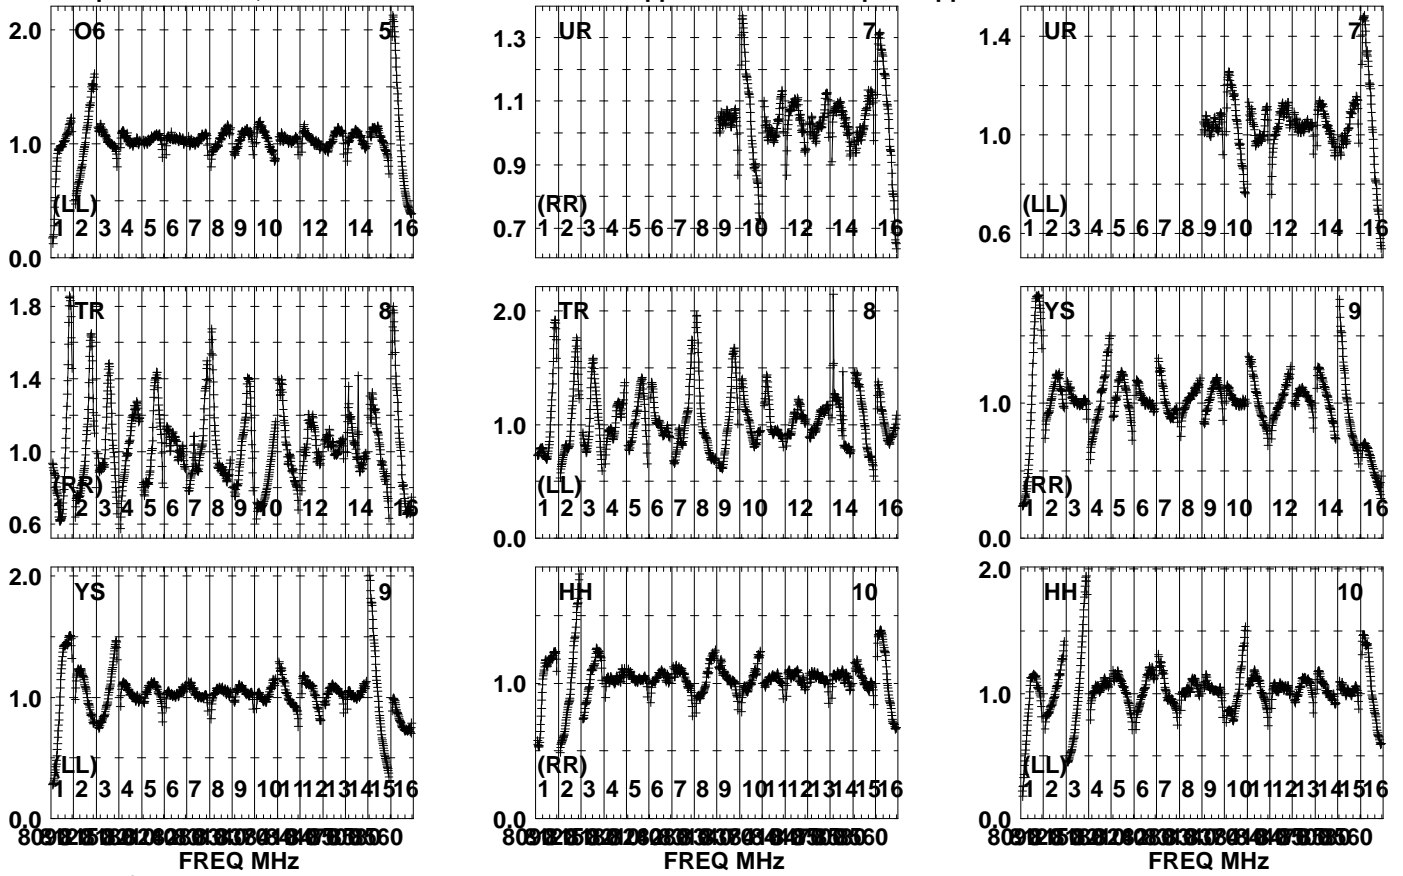 2.0 O6 5
1.0
(LL)
1 2 3 4 5 6 7 8 9 10 12 14 16
0.0
1.3 UR 7
1.1
0.9
(RR)
0.7 1 2 3 4 5 6 7 8 9 10 12 14 16
1.4 UR 7
1.0
(LL)
0.6 1 2 3 4 5 6 7 8 9 10 12 14 16
1.8 TR 8
1.4
1.0
(RR)
0.6 1 2 3 4 5 6 7 8 9 10 12 14 16
2.0 TR 8
1.0
(LL)
1 2 3 4 5 6 7 8 9 10 12 14 16
0.0
YS 9
1.0
(RR)
1 2 3 4 5 6 7 8 9 10 12 14 16
0.0
2.0 YS 9
1.0
(LL)
1 2 3 4 5 6 7 8 9 10 11 12 13 14 15 16
0.0
FREQ MHz
HH 10
1.0
(RR)
1 2 3 4 5 6 7 8 9 10 11 12 13 14 15 16
0.0
FREQ MHz
2.0 HH 10
1.0
(LL)
1 2 3 4 5 6 7 8 9 10 11 12 13 14 15 16
0.0
FREQ MHz